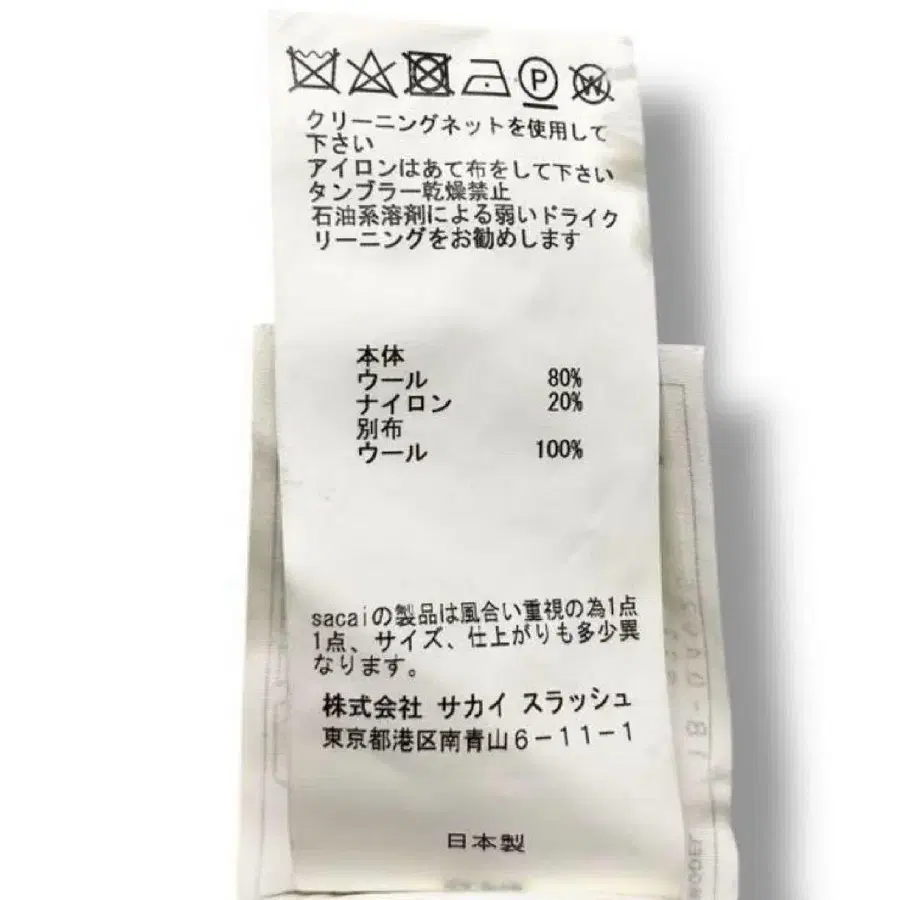 P W
クリーニングネットを使用して
下さい
アイロンはあて布をして下さい
タンブラー乾燥禁止
石油系溶剤による弱いドライク
リーニングをお勧めします
本体
ウール 80%
ナイロン 20%
別布
ウール 100%
sacaiの製品は風合い重視の為1点
1点、サイズ、仕上がりも多少異
なります。
株式会社 サカイ スラッシュ
東京都港区南青山6-11-1
日本製
MODEL